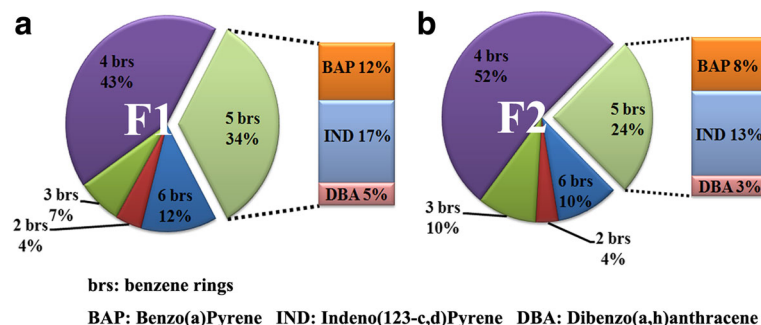 a
4 brs
43%
F1
5 brs
34%
3 brs
7%
2 brs
4%
6 brs
12%
BAP 12%
IND 17%
DBA 5%
b
4 brs
52%
F2
5 brs
24%
3 brs
10%
2 brs
4%
6 brs
10%
BAP 8%
IND 13%
DBA 3%
brs: benzene rings
BAP: Benzo(a)Pyrene IND: Indeno(123-c,d)Pyrene DBA: Dibenzo(a,h)anthracene